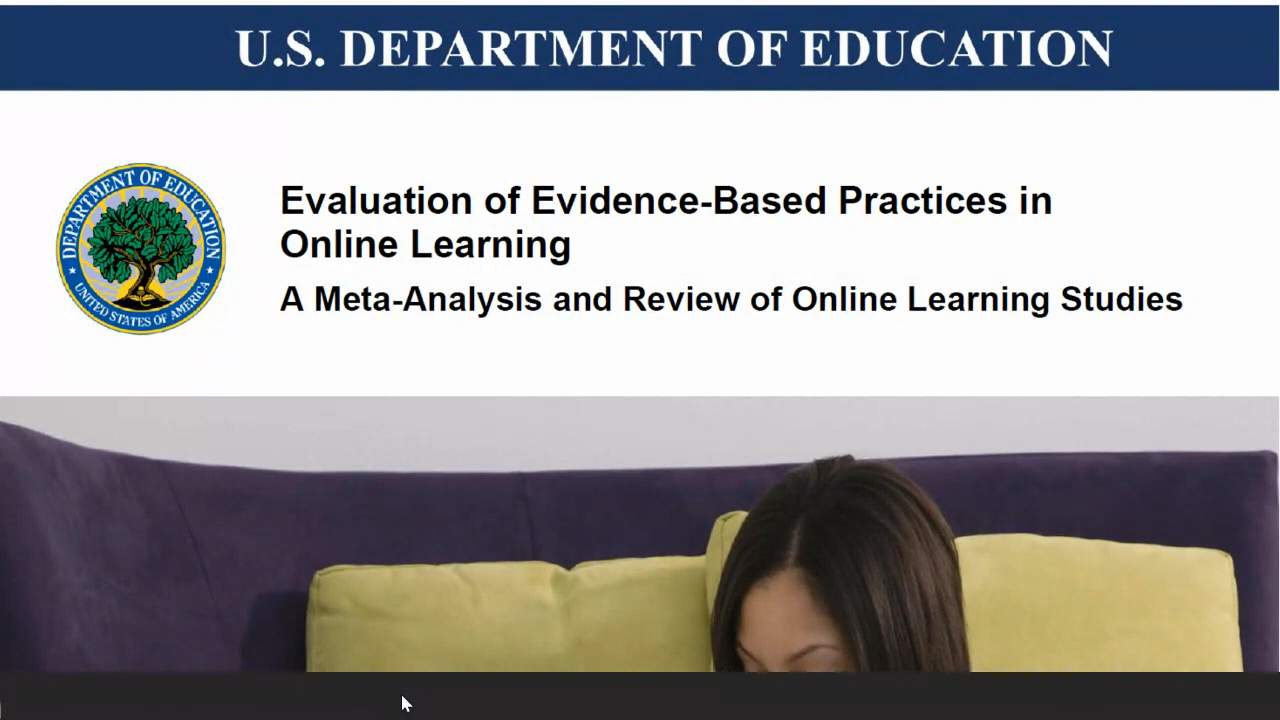 U.S. DEPARTMENT OF EDUCATION
DEPARTMENT OF EDUCATION
UNITED STATES OF AMERICA
Evaluation of Evidence-Based Practices in
Online Learning
A Meta-Analysis and Review of Online Learning Studies